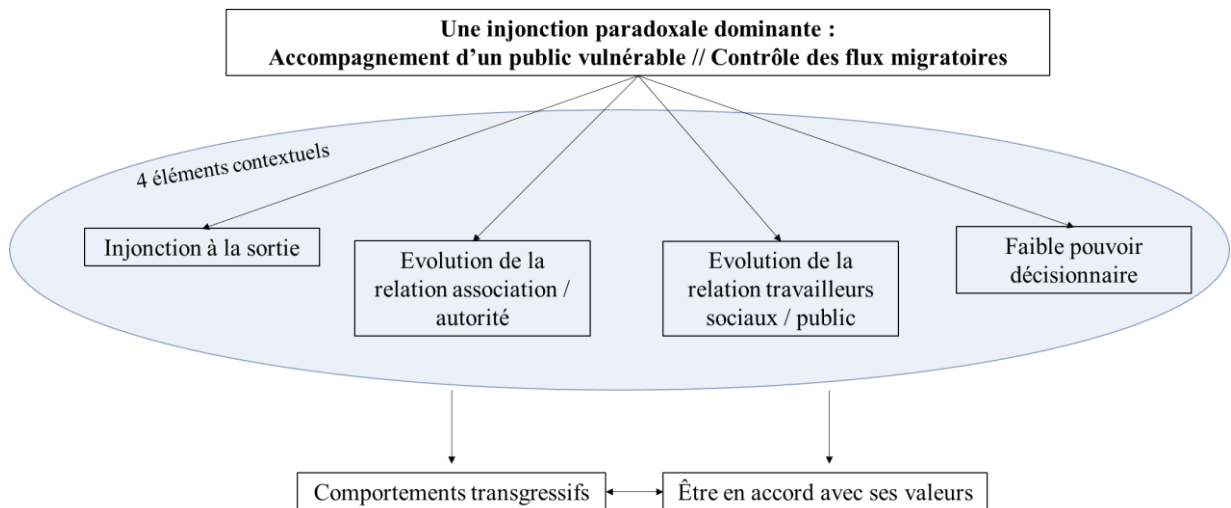 Une injonction paradoxale dominante :
Accompagnement d’un public vulnérable // Contrôle des flux migratoires
4 éléments contextuels
Injonction à la sortie
Evolution de la
relation association /
autorité
Evolution de la
relation travailleurs
sociaux / public
Faible pouvoir
décisionnaire
Comportements transgressifs
Être en accord avec ses valeurs